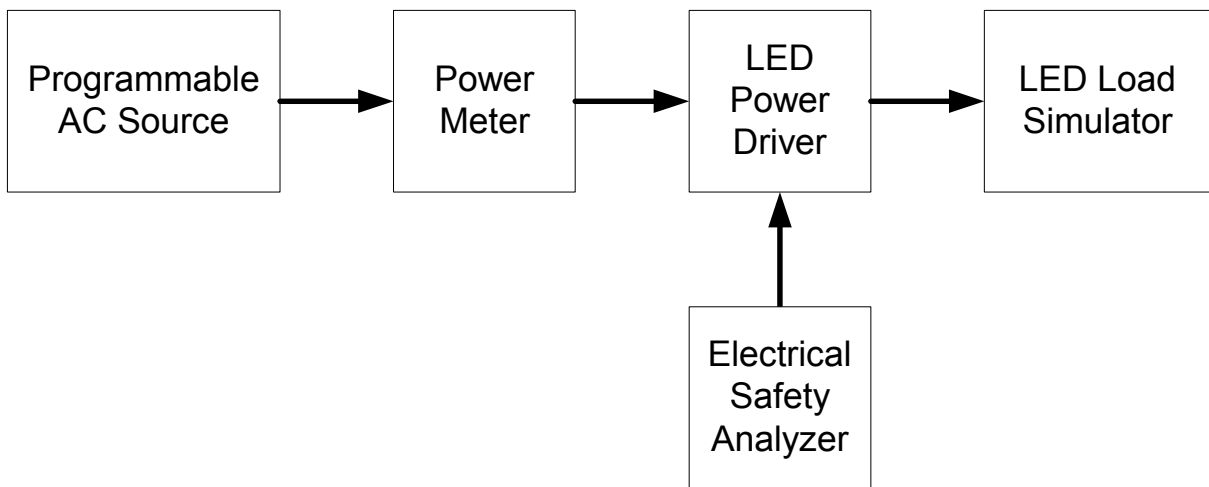 Programmable
AC Source
Power
Meter
LED
Power
Driver
LED Load
Simulator
Electrical
Safety
Analyzer